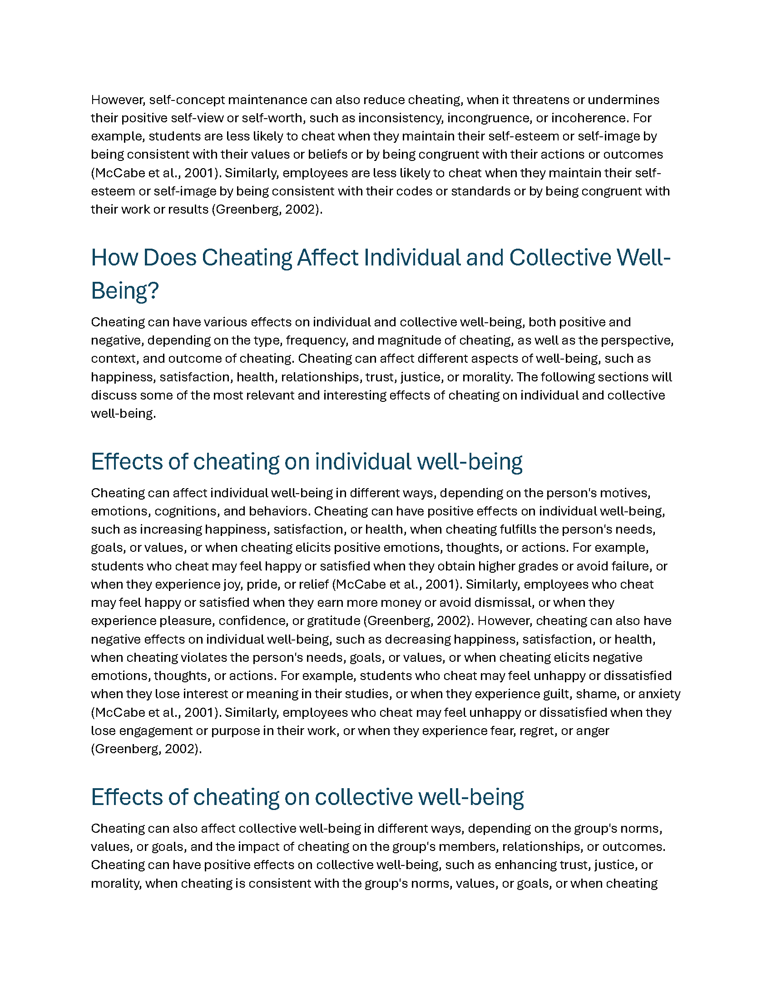 However, self-concept maintenance can also reduce cheating, when it threatens or undermines
their positive self-view or self-worth, such as inconsistency, incongruence, or incoherence. For
example, students are less likely to cheat when they maintain their self-esteem or self-image by
being consistent with their values or beliefs or by being congruent with their actions or outcomes
(McCabe et al., 2001). Similarly, employees are less likely to cheat when they maintain their self-
esteem or self-image by being consistent with their codes or standards or by being congruent with
their work or results (Greenberg, 2002).
How Does Cheating Affect Individual and Collective Well-
Being?
Cheating can have various effects on individual and collective well-being, both positive and
negative, depending on the type, frequency, and magnitude of cheating, as well as the perspective,
context, and outcome of cheating. Cheating can affect different aspects of well-being, such as
happiness, satisfaction, health, relationships, trust, justice, or morality. The following sections will
discuss some of the most relevant and interesting effects of cheating on individual and collective
well-being.
Effects of cheating on individual well-being
Cheating can affect individual well-being in different ways, depending on the person's motives,
emotions, cognitions, and behaviors. Cheating can have positive effects on individual well-being,
such as increasing happiness, satisfaction, or health, when cheating fulfills the person's needs,
goals, or values, or when cheating elicits positive emotions, thoughts, or actions. For example,
students who cheat may feel happy or satisfied when they obtain higher grades or avoid failure, or
when they experience joy, pride, or relief (McCabe et al., 2001). Similarly, employees who cheat
may feel happy or satisfied when they earn more money or avoid dismissal, or when they
experience pleasure, confidence, or gratitude (Greenberg, 2002). However, cheating can also have
negative effects on individual well-being, such as decreasing happiness, satisfaction, or health,
when cheating violates the person's needs, goals, or values, or when cheating elicits negative
emotions, thoughts, or actions. For example, students who cheat may feel unhappy or dissatisfied
when they lose interest or meaning in their studies, or when they experience guilt, shame, or anxiety
(McCabe et al., 2001). Similarly, employees who cheat may feel unhappy or dissatisfied when they
lose engagement or purpose in their work, or when they experience fear, regret, or anger
(Greenberg, 2002).
Effects of cheating on collective well-being
Cheating can also affect collective well-being in different ways, depending on the group's norms,
values, or goals, and the impact of cheating on the group's members, relationships, or outcomes.
Cheating can have positive effects on collective well-being, such as enhancing trust, justice, or
morality, when cheating is consistent with the group's norms, values, or goals, or when cheating